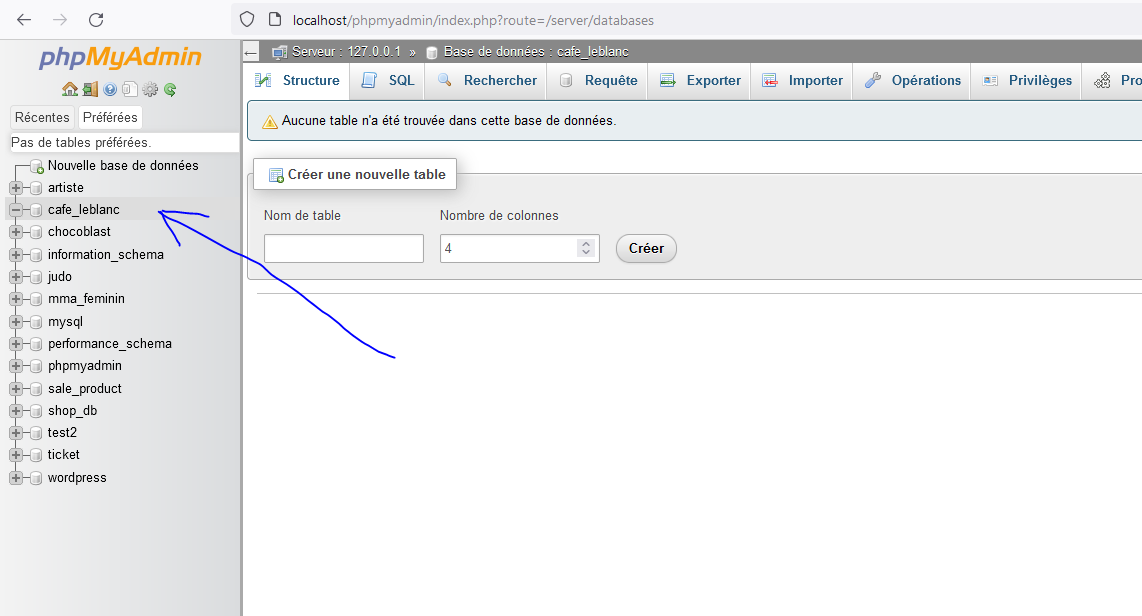 localhost/phpmyadmin/index.php?route=/server/databases
phpMyAdmin
Récentes Préférées
Pas de tables préférées.
Nouvelle base de données
artiste
cafe_leblanc
chocoblast
information_schema
judo
mma_feminin
mysql
performance_schema
phpmyadmin
sale_product
shop_db
test2
ticket
wordpress
Serveur : 127.0.0.1 » Base de données : cafe_leblanc
Structure SQL Rechercher Requête Exporter Importer Opérations Privilèges Pro
Aucune table n'a été trouvée dans cette base de données.
Créer une nouvelle table
Nom de table Nombre de colonnes
4 Créer